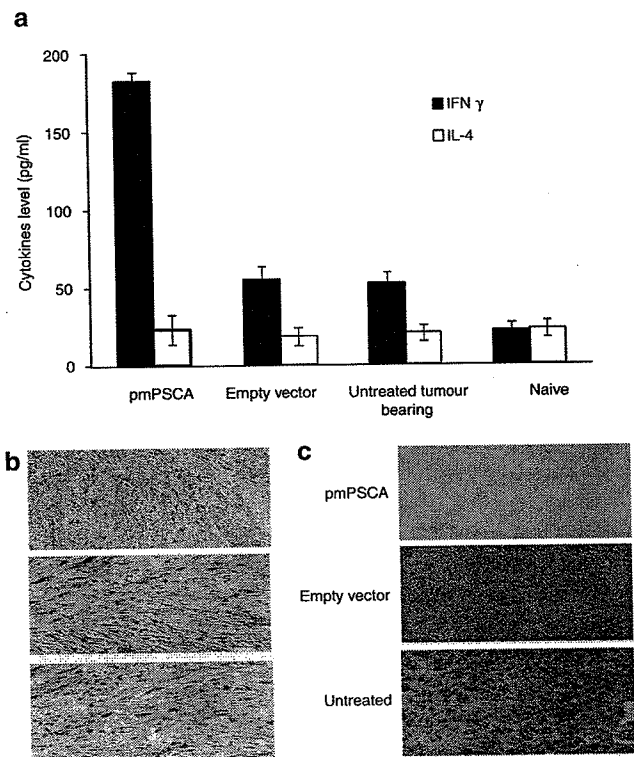 a
200
150
100
50
0
Cytokines level (pg/ml)
IFN γ
IL-4
pmPSCA
Empty vector
Untreated tumour
bearing
Naive
b
c
pmPSCA
Empty vector
Untreated